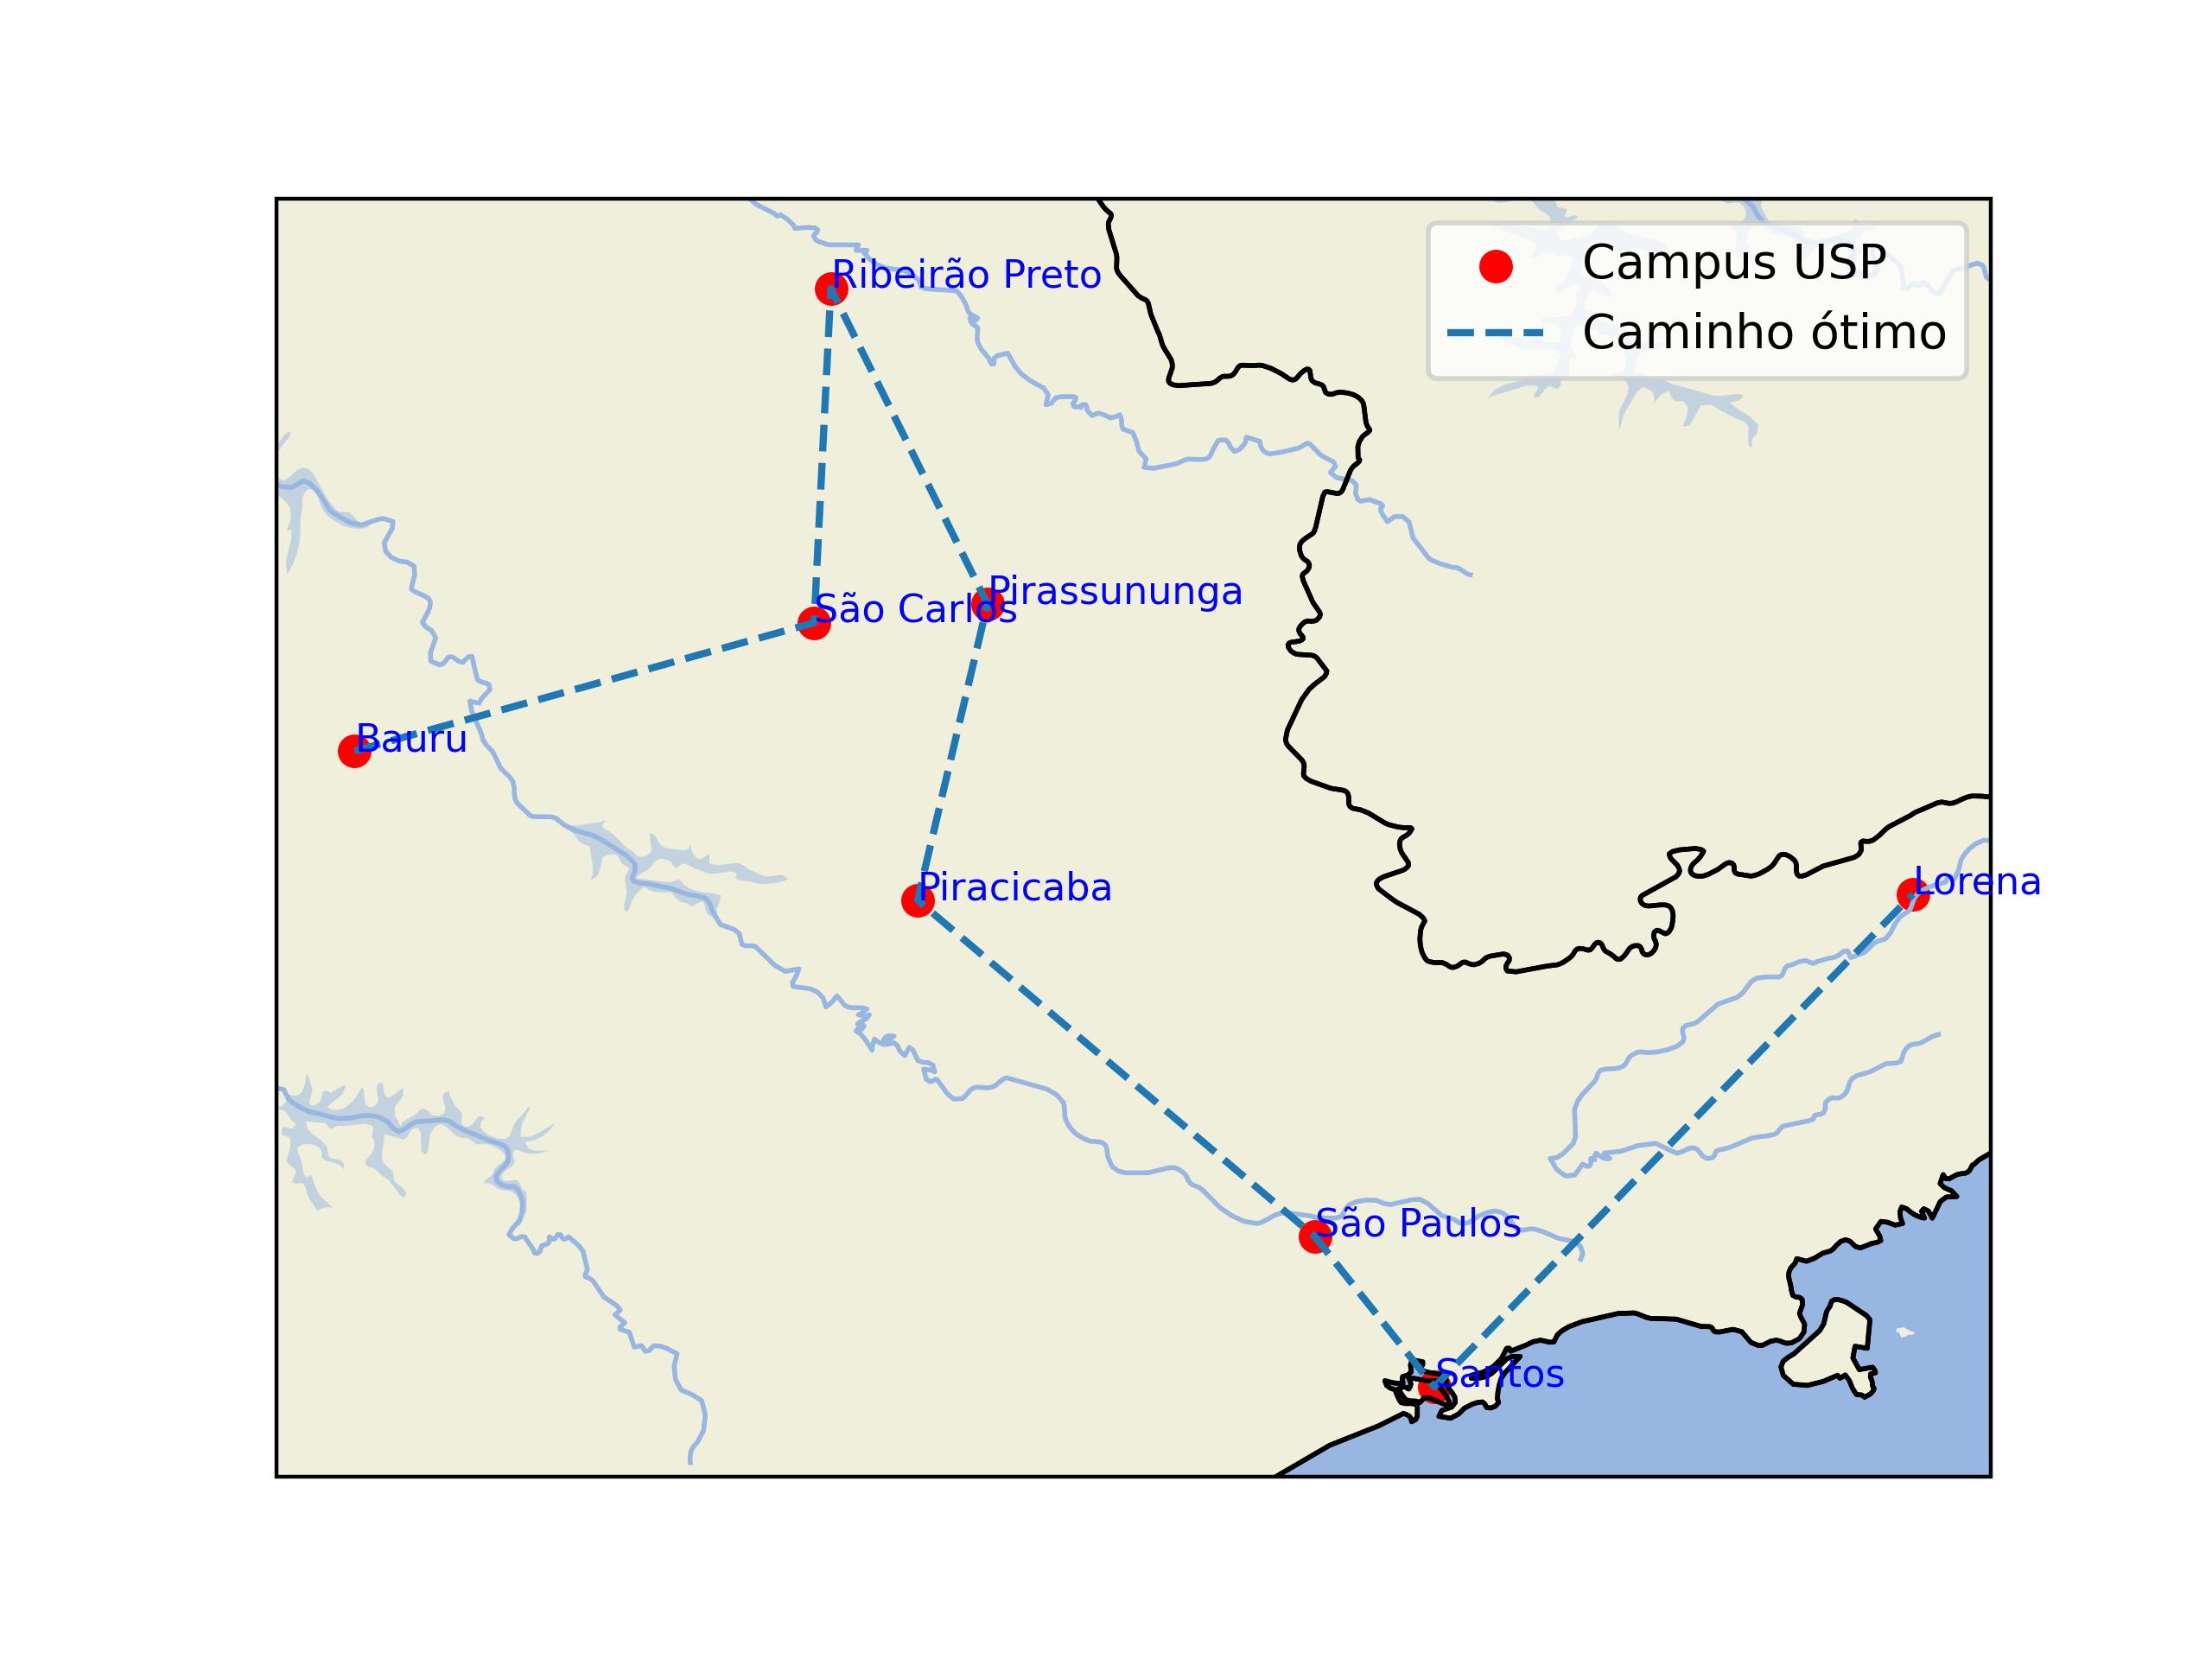 Campus USP
Caminho ótimo
Ribeirão Preto
Pirassununga
São Carlos
Bauru
Piracicaba
Lorena
São Paulos
Santos